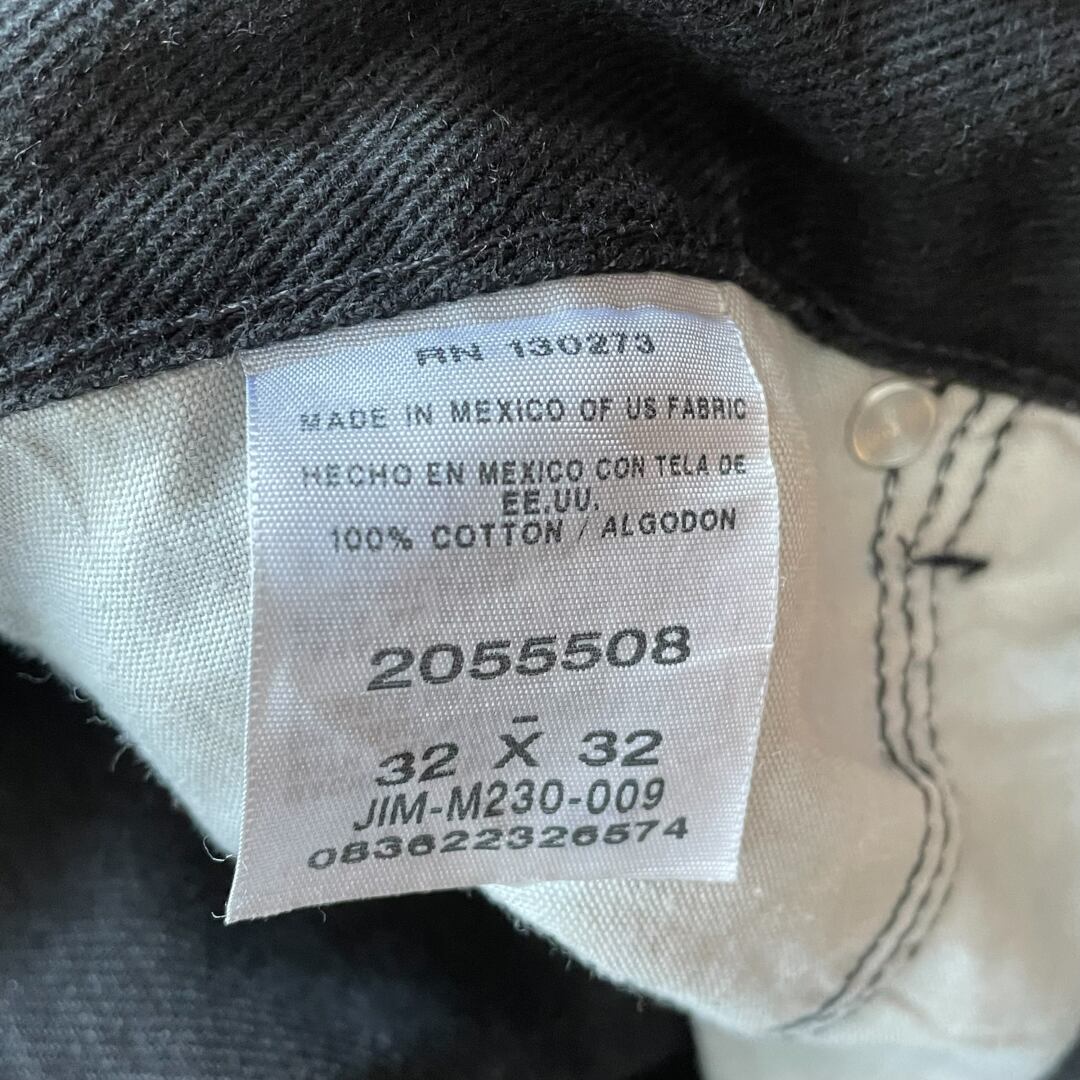 RN 130273
MADE IN MEXICO OF US FABRIC
HECHO EN MEXICO CON TELA DE
EE.UU.
100% COTTON / ALGODON
2055508
32 X 32
JIM-M230-009
083622326574